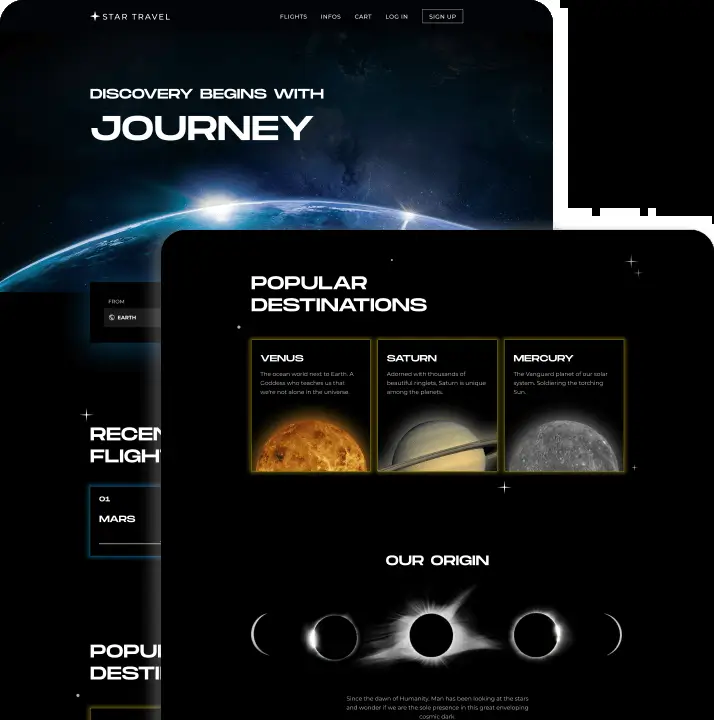 STAR TRAVEL
FLIGHTS INFOS CART LOG IN SIGN UP
DISCOVERY BEGINS WITH
JOURNEY
FROM
EARTH
RECEN
FLIGH
01
MARS
POPU
DESTI
POPULAR
DESTINATIONS
VENUS
The ocean world next to Earth. A
Goddess who teaches us that
we're not alone in the universe.
SATURN
Adorned with thousands of
beautiful ringlets, Saturn is unique
among the planets.
MERCURY
The Vanguard planet of our solar
system. Soldiering the torching
Sun.
OUR ORIGIN
Since the dawn of Humanity, Man has been looking at the stars
and wonder if we are the sole presence in this great enveloping
cosmic dark